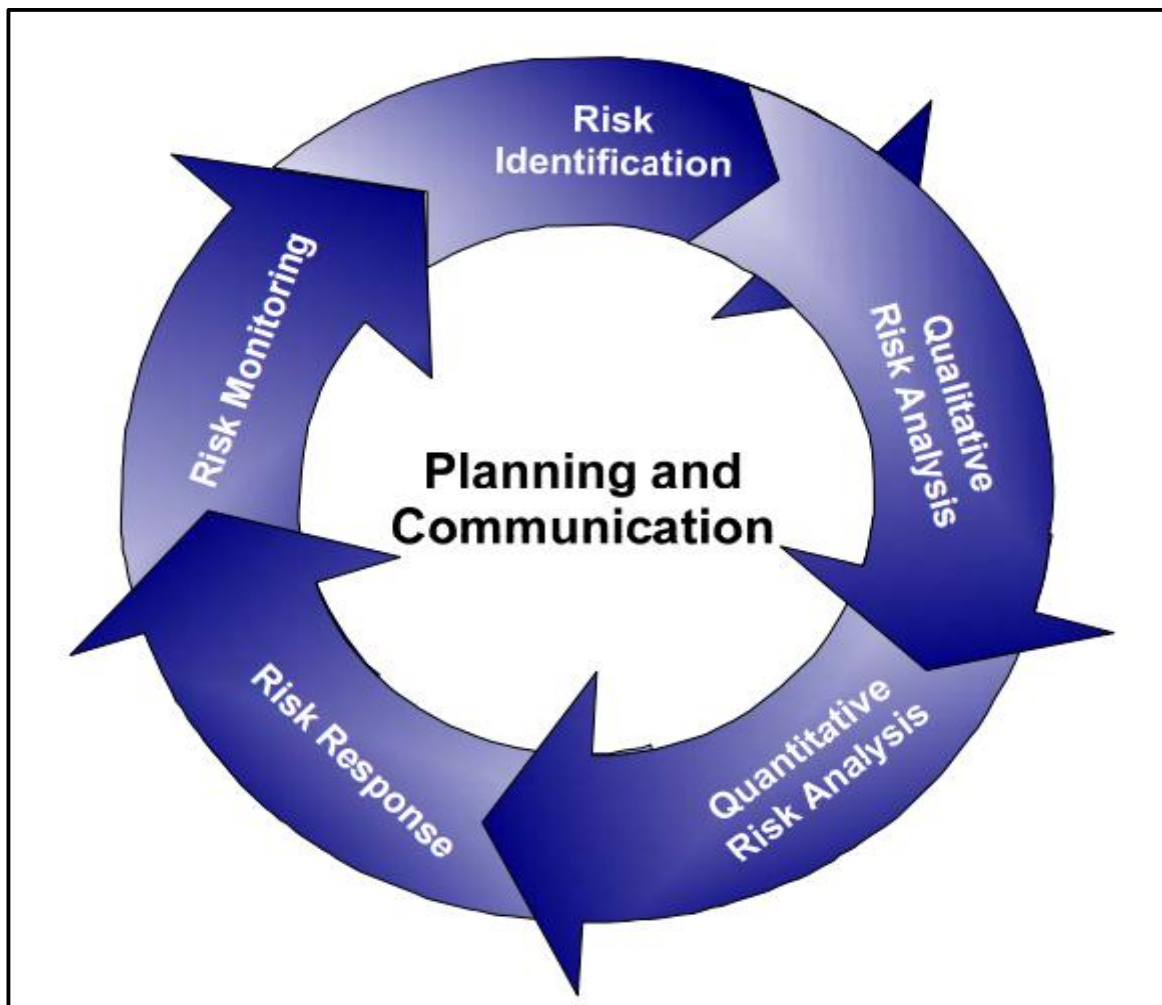 Risk
Identification
Qualitative
Risk Analysis
Quantitative
Risk Analysis
Risk Response
Risk Monitoring
Planning and
Communication